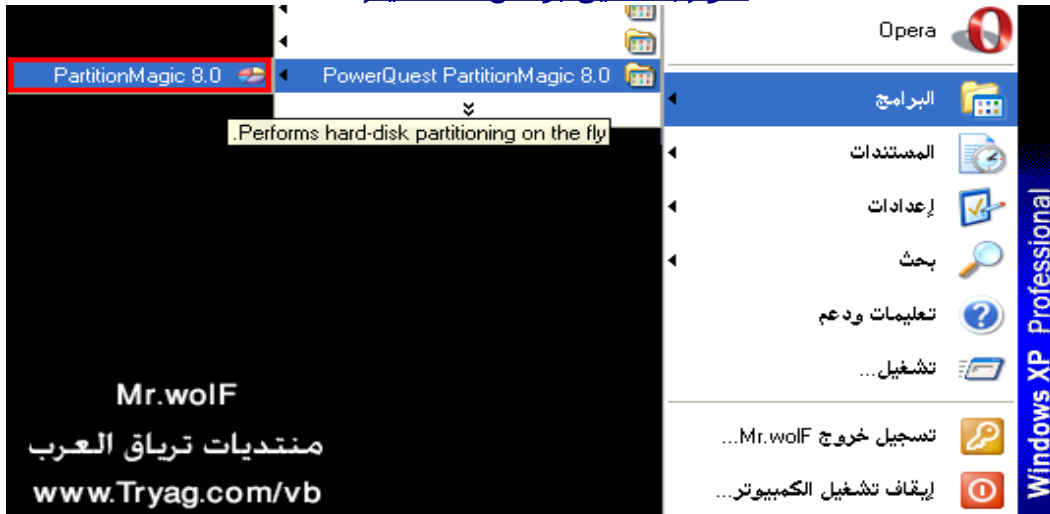 Opera
البرامج
المستندات
إعدادات
بحث
تعليمات ودعم
تشغيل...
تسجيل خروج Mr.wolF...
إيقاف تشغيل الكمبيوتر...
Windows XP Professional
PowerQuest PartitionMagic 8.0
PartitionMagic 8.0
.Performs hard-disk partitioning on the fly
Mr.wolF
منتديات ترياق العرب
www.Tryag.com/vb